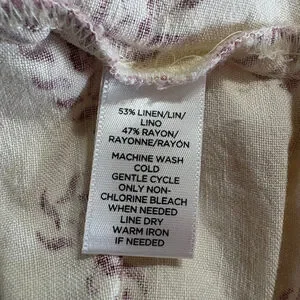 53% LINEN/LIN/
LINO
47% RAYON/
RAYONNE/RAYÓN
MACHINE WASH
COLD
GENTLE CYCLE
ONLY NON-
CHLORINE BLEACH
WHEN NEEDED
LINE DRY
WARM IRON
IF NEEDED